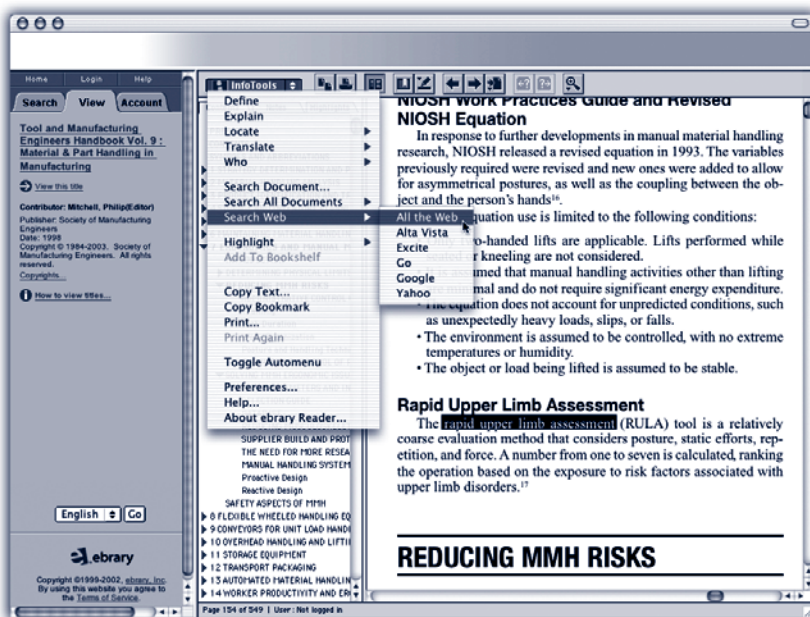 Home Login Help
Search View Account
Tool and Manufacturing
Engineers Handbook Vol. 9 :
Material & Part Handling in
Manufacturing
View this title
Contributor: Mitchell, Philip(Editor)
Publisher: Society of Manufacturing
Engineers
Date: 1998
Copyright © 1984-2003. Society of
Manufacturing Engineers. All rights
reserved.
Copyrights...
How to view titles...
English Go
ebrary
Copyright ©1999-2002, ebrary, Inc.
By using this website you agree to
the Terms of Service.
InfoTools
Define
Explain
Locate
Translate
Who
Search Document...
Search All Documents
Search Web
Highlight
Add To Bookshelf
Copy Text...
Copy Bookmark
Print...
Print Again
Toggle Automenu
Preferences...
Help...
About ebrary Reader...
All the Web
Alta Vista
Excite
Go
Google
Yahoo
SUPPLIER BUILD AND PROT
THE NEED FOR MORE RESEA
MANUAL HANDLING SYSTEM
Proactive Design
Reactive Design
SAFETY ASPECTS OF MMH
8 FLEXIBLE WHEELED HANDLING EQ
9 CONVEYORS FOR UNIT LOAD HANDL
10 OVERHEAD HANDLING AND LIFTI
11 STORAGE EQUIPMENT
12 TRANSPORT PACKAGING
13 AUTOMATED MATERIAL HANDLIN
14 WORKER PRODUCTIVITY AND ER
Page 154 of 549 | User: Not logged in
NIOSH Work Practices Guide and Revised
NIOSH Equation
In response to further developments in manual material handling
research, NIOSH released a revised equation in 1993. The variables
previously required were revised and new ones were added to allow
for asymmetrical postures, as well as the coupling between the ob-
ject and the person's hands16.
equation use is limited to the following conditions:
o-handed lifts are applicable. Lifts performed while
r kneeling are not considered.
umed that manual handling activities other than lifting
mal and do not require significant energy expenditure.
• The equation does not account for unpredicted conditions, such
as unexpectedly heavy loads, slips, or falls.
• The environment is assumed to be controlled, with no extreme
temperatures or humidity.
• The object or load being lifted is assumed to be stable.
Rapid Upper Limb Assessment
The rapid upper limb assessment (RULA) tool is a relatively
coarse evaluation method that considers posture, static efforts, rep-
etition, and force. A number from one to seven is calculated, ranking
the operation based on the exposure to risk factors associated with
upper limb disorders.17
REDUCING MMH RISKS